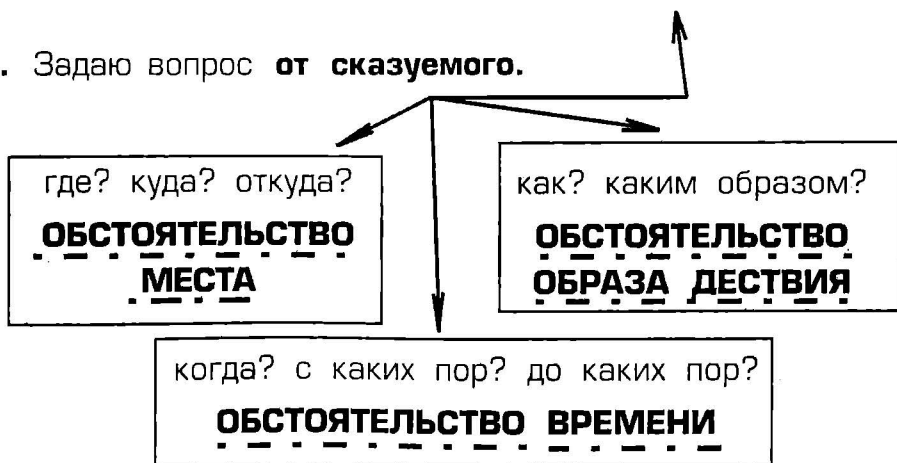 . Задаю вопрос от сказуемого.
где? куда? откуда?
ОБСТОЯТЕЛЬСТВО
МЕСТА
как? каким образом?
ОБСТОЯТЕЛЬСТВО
ОБРАЗА ДЕСТВИЯ
когда? с каких пор? до каких пор?
ОБСТОЯТЕЛЬСТВО ВРЕМЕНИ